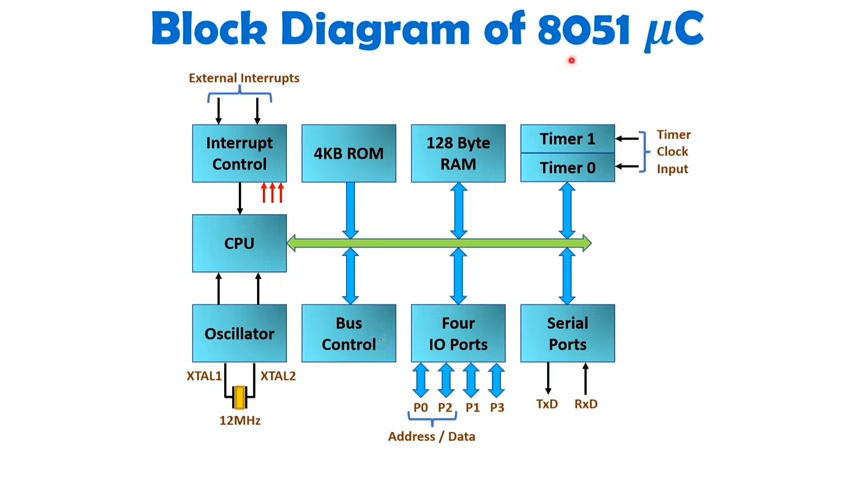 Block Diagram of 8051 𝜇C
External Interrupts
Interrupt
Control
4KB ROM
128 Byte
RAM
Timer 1
Timer 0
Timer
Clock
Input
CPU
Oscillator
Bus
Control
Four
IO Ports
Serial
Ports
XTAL1
XTAL2
12MHz
P0
P2
P1
P3
TxD
RxD
Address / Data